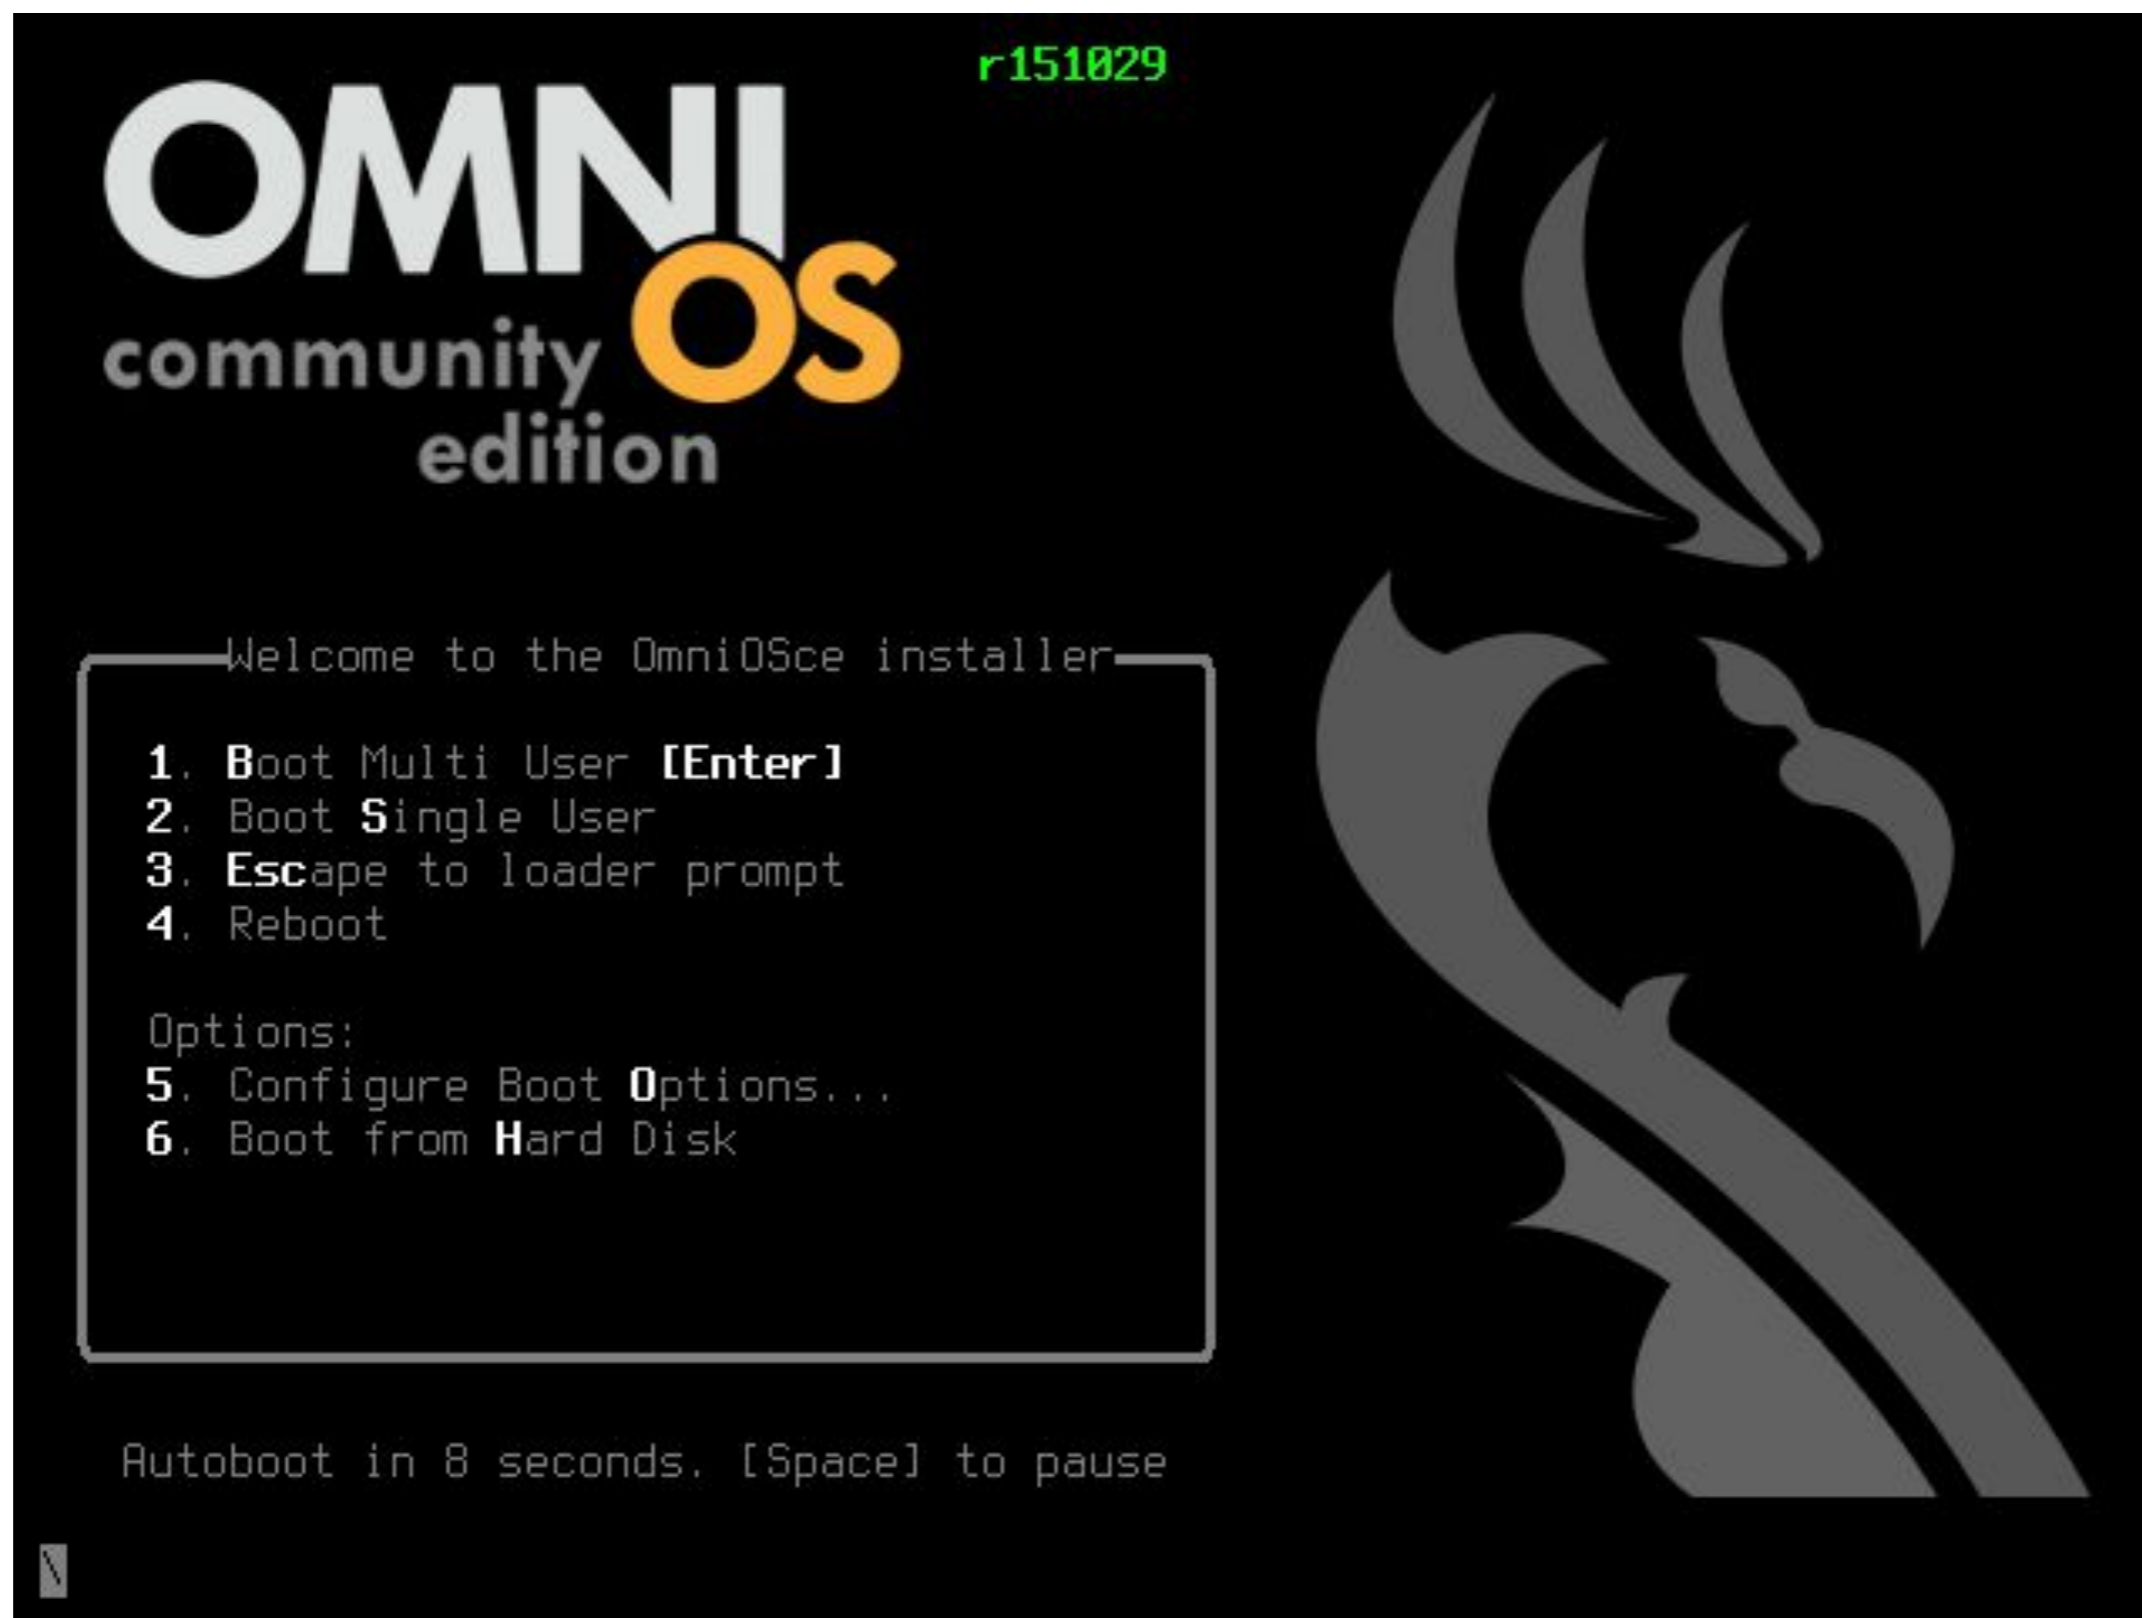 r151029
OMNI
OS
community
edition
Welcome to the OmniOSce installer
1. Boot Multi User [Enter]
2. Boot Single User
3. Escape to loader prompt
4. Reboot
Options:
5. Configure Boot Options...
6. Boot from Hard Disk
Autoboot in 8 seconds. [Space] to pause
\